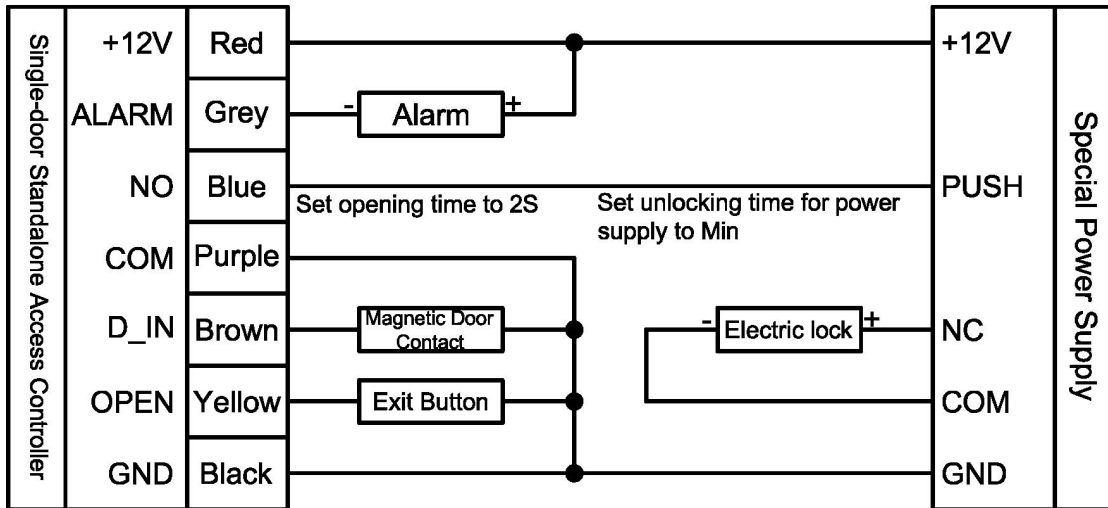 Single-door Standalone Access Controller
+12V Red +12V
ALARM Grey - Alarm +
NO Blue PUSH
Set opening time to 2S
Set unlocking time for power
supply to Min
COM Purple
D_IN Brown
Magnetic Door
Contact
- Electric lock + NC
OPEN Yellow Exit Button COM
GND Black GND
Special Power Supply